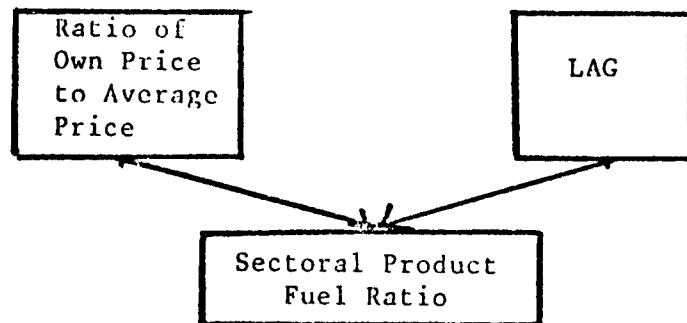 Ratio of
Own Price
to Average
Price
LAG
Sectoral Product
Fuel Ratio